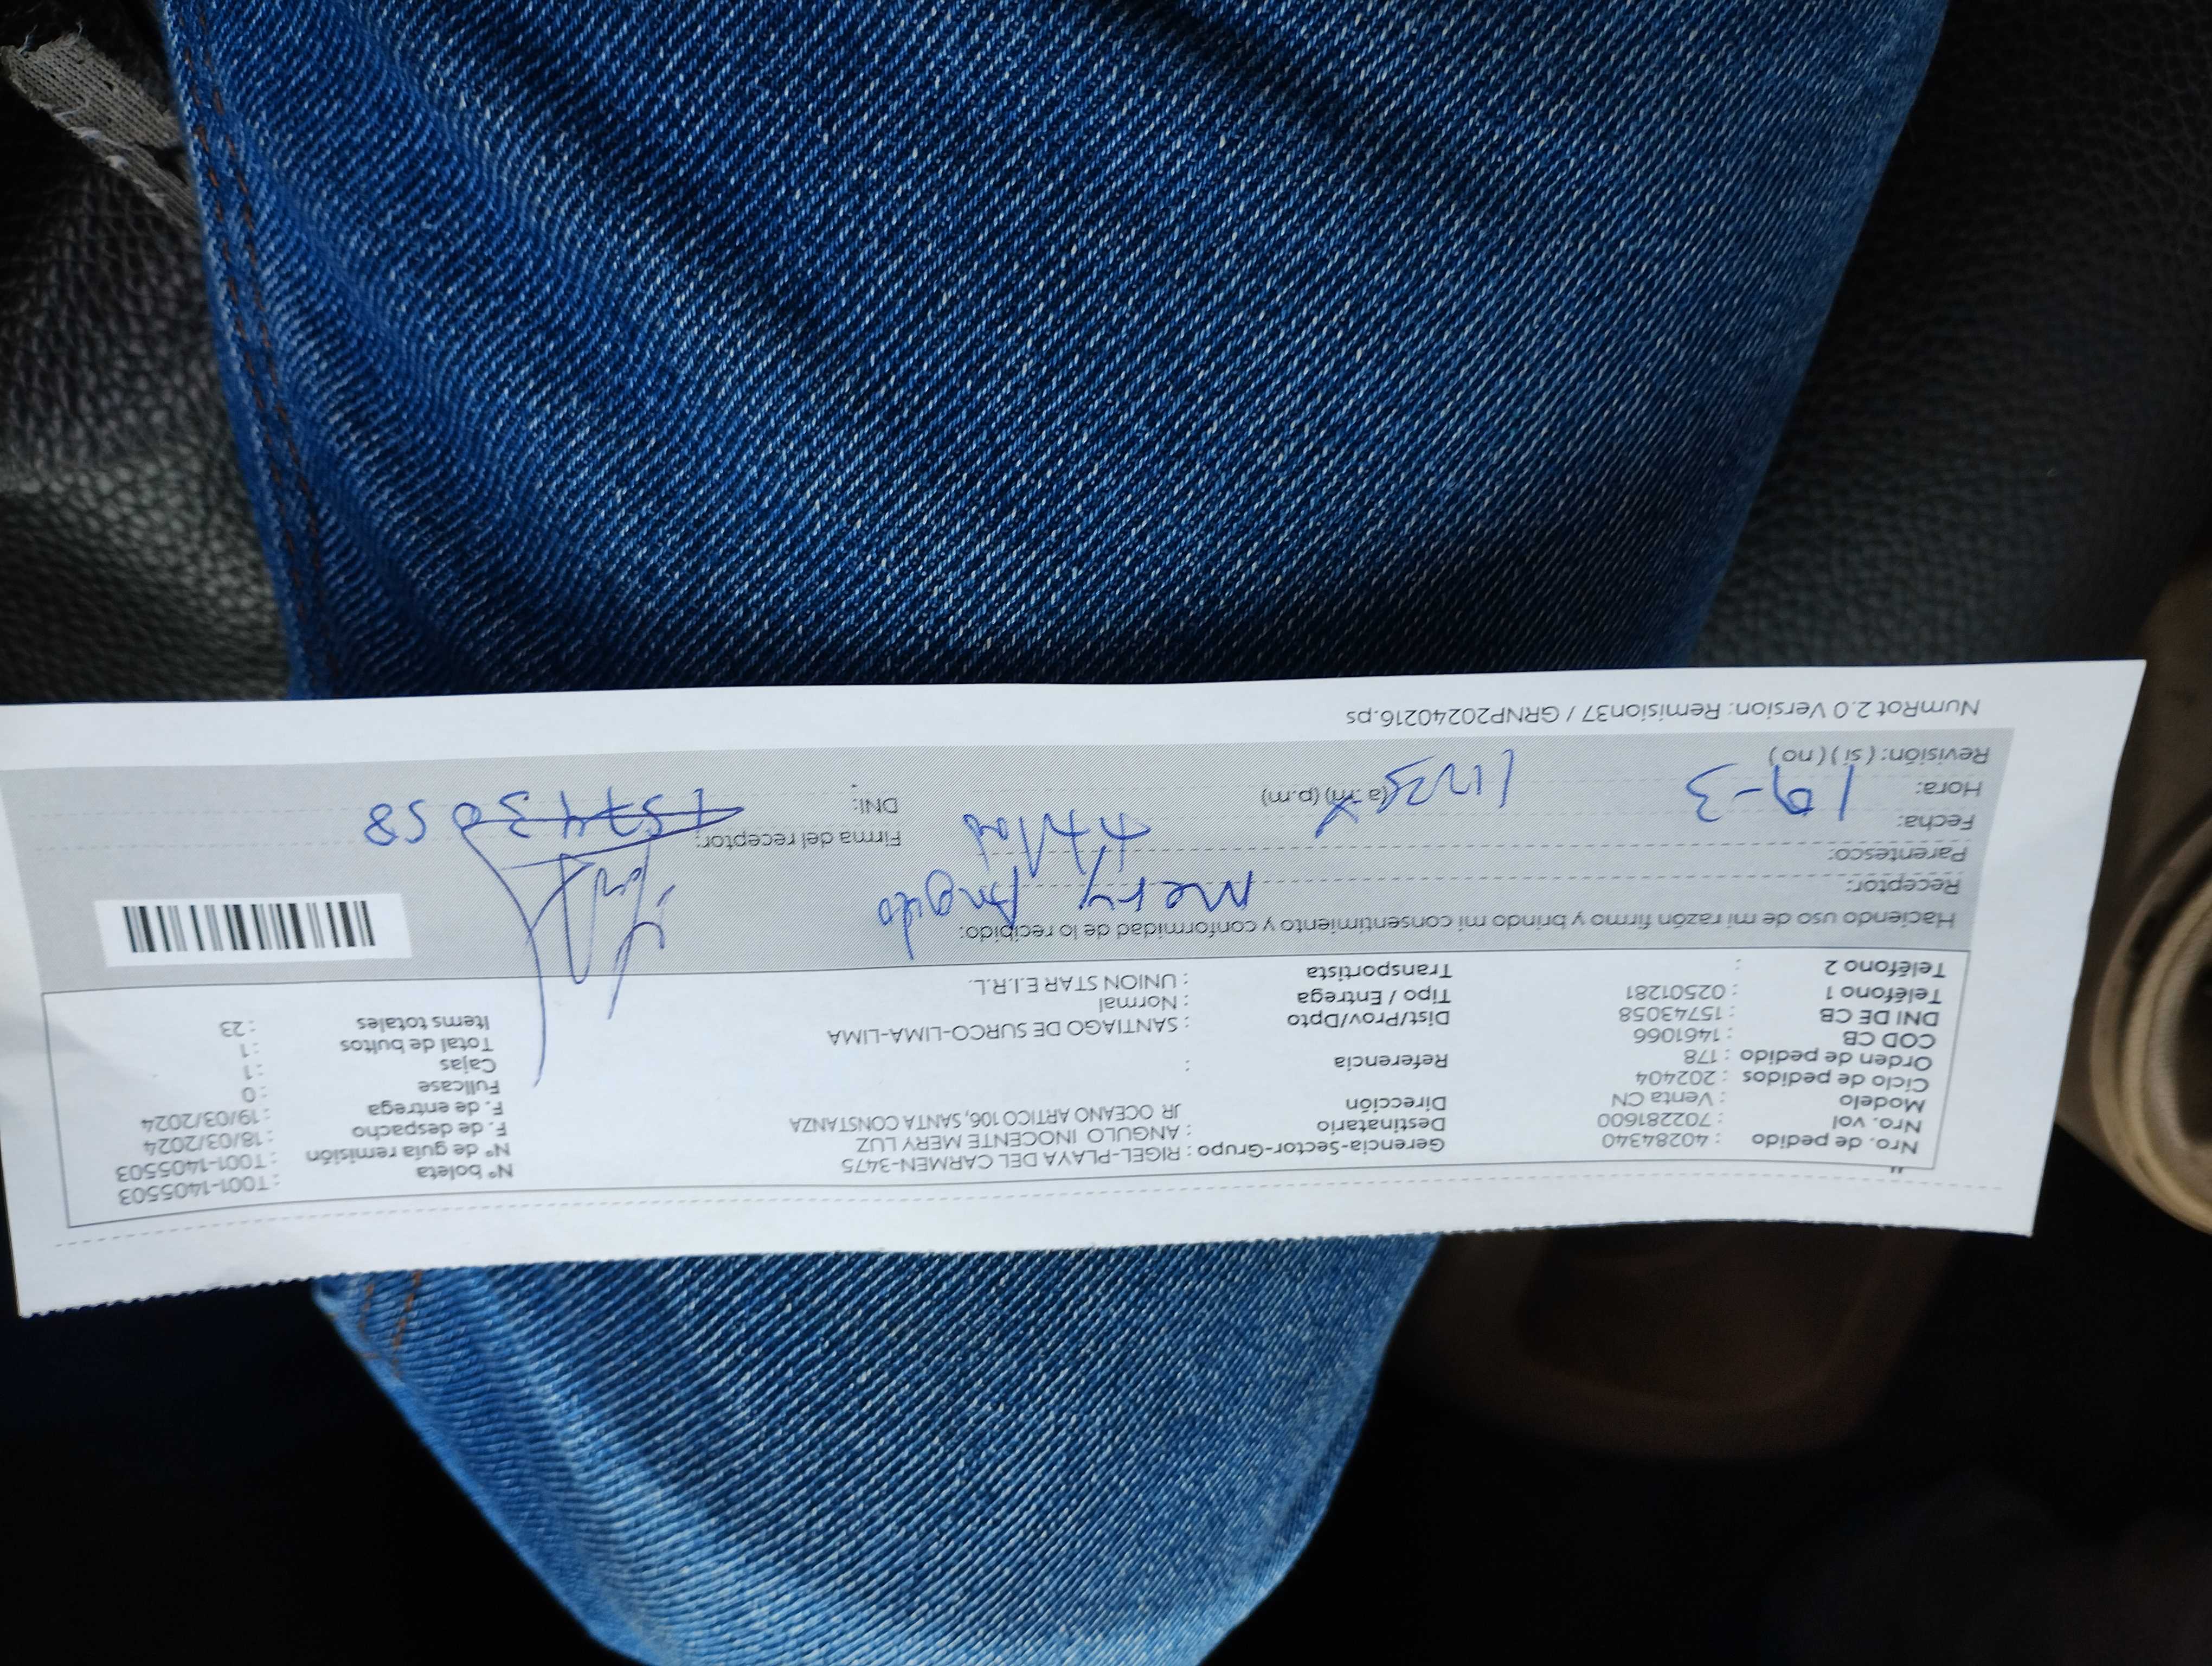 Nro. de pedido : 40284340 Gerencia-Sector-Grupo : RIGEL-PLAYA DEL CARMEN-3475 N° boleta : T001-1405503
Nro. vol : 702281600 Destinatario : ANGULO INOCENTE MERY LUZ N° de guía remisión : T001-1405503
Modelo : Venta CN Dirección JR OCEANO ARTICO 106, SANTA CONSTANZA F. de despacho : 18/03/2024
Ciclo de pedidos : 202404 F. de entrega : 19/03/2024
Orden de pedido : 178 Referencia : Fullcase : 0
COD CB : 1461066 Cajas : 1
DNI DE CB : 15743058 Dist/Prov/Dpto : SANTIAGO DE SURCO-LIMA-LIMA Total de bultos : 1
Teléfono 1 : 02501281 Tipo / Entrega : Normal Items totales : 23
Teléfono 2 : Transportista : UNION STAR E.I.R.L.
Haciendo uso de mi razón firmo y brindo mi consentimiento y conformidad de lo recibido:
Receptor: Mery Angulo
Parentesco:
Fecha: 19-3 Firma del receptor:
Hora: (a.m) (p.m) DNI: 15743058
Revisión: ( si ) ( no )
NumRot 2.0 Version: Remision37 / GRNP20240216.ps